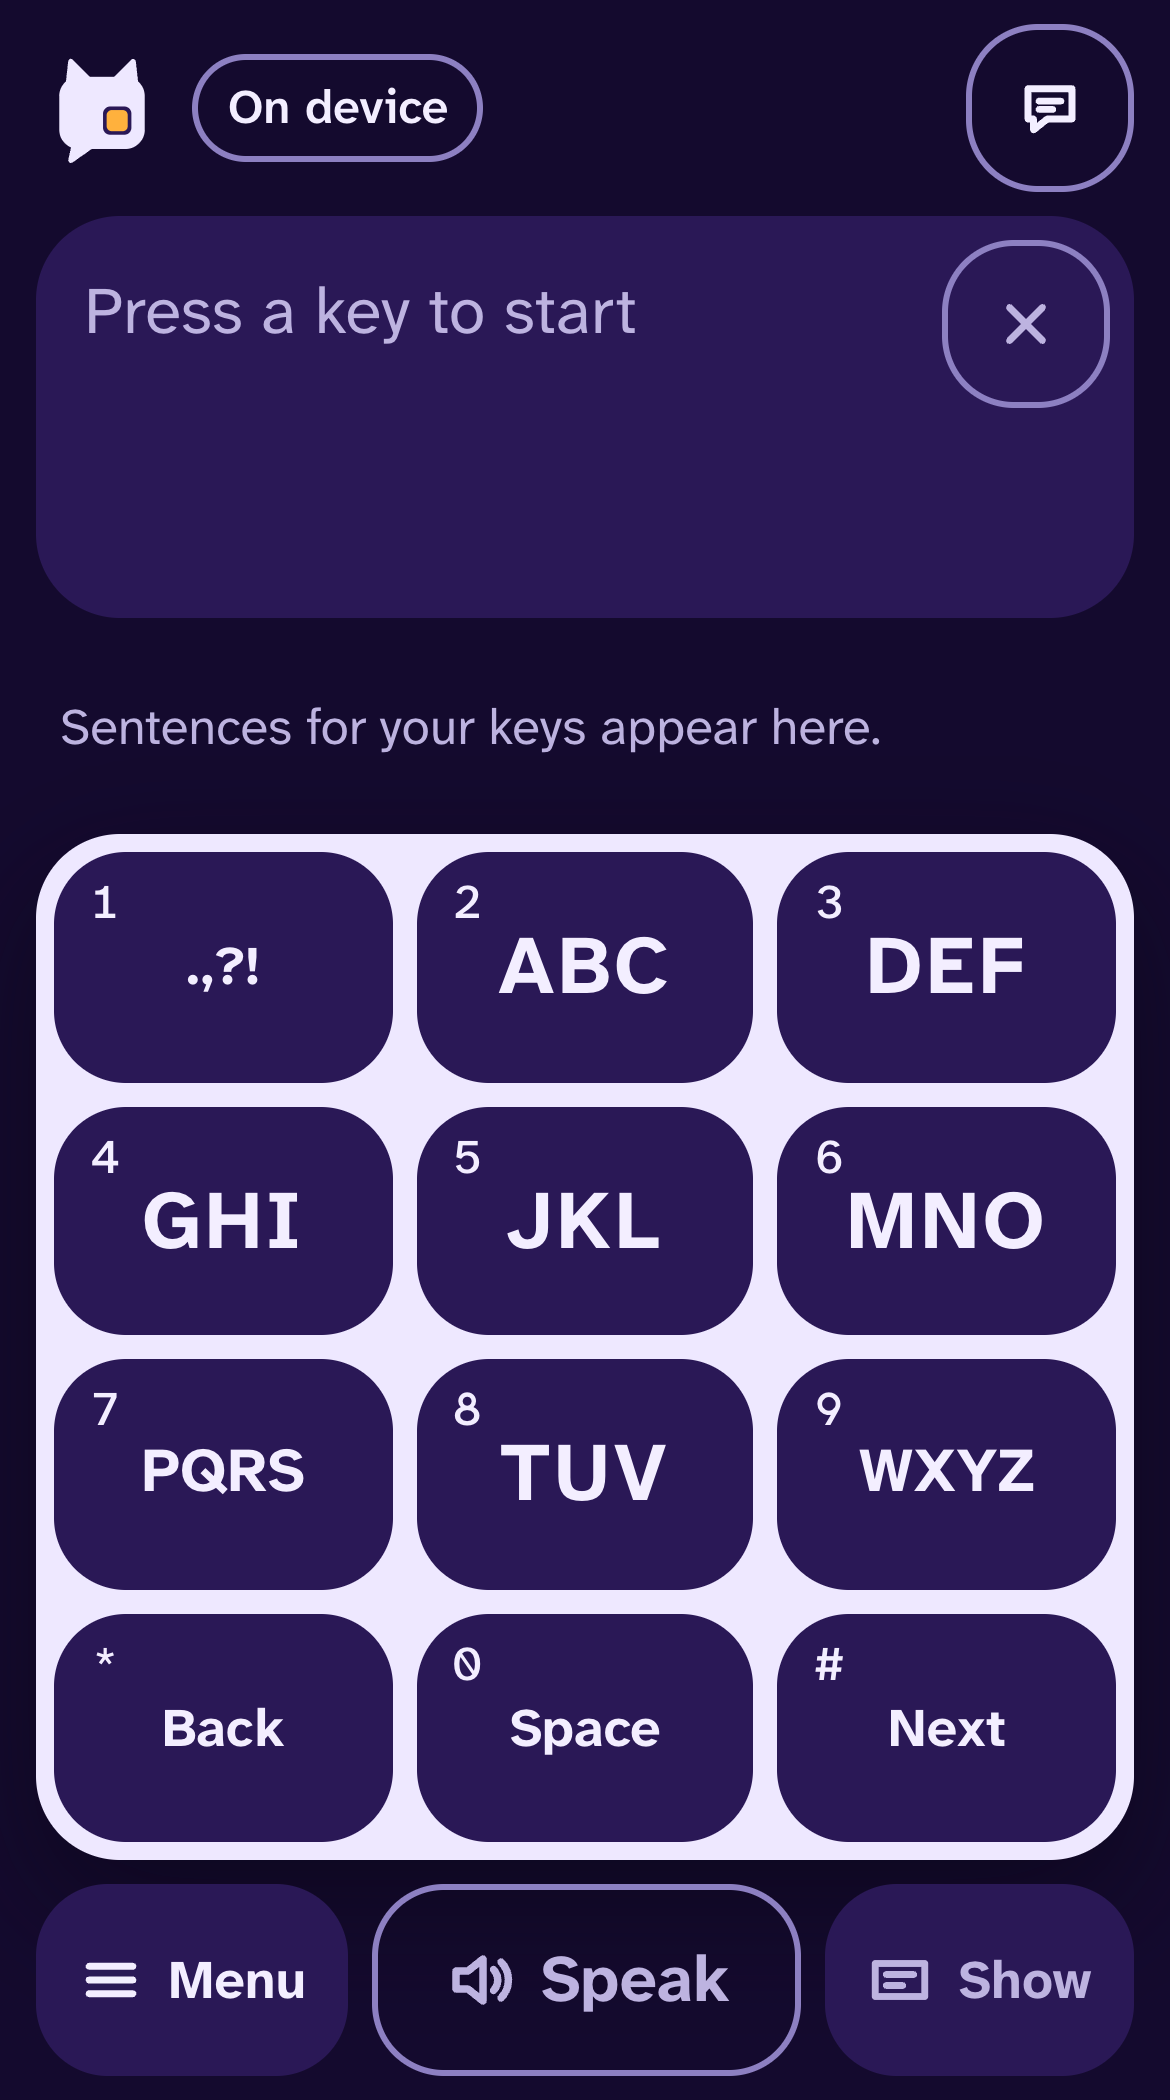 On device
Press a key to start
Sentences for your keys appear here.
1
.,?!
2
ABC
3
DEF
4
GHI
5
JKL
6
MNO
7
PQRS
8
TUV
9
WXYZ
*
Back
0
Space
#
Next
Menu
Speak
Show